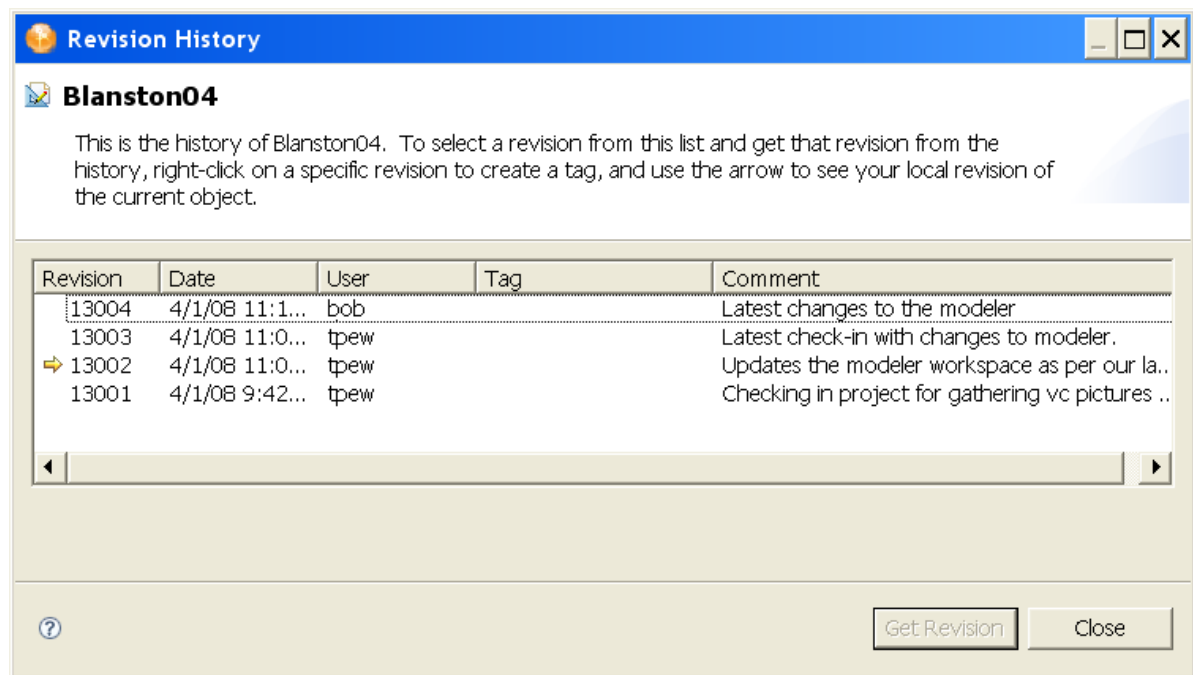 Revision History
Blanston04
This is the history of Blanston04. To select a revision from this list and get that revision from the
history, right-click on a specific revision to create a tag, and use the arrow to see your local revision of
the current object.
Revision Date User Tag Comment
13004 4/1/08 11:1... bob Latest changes to the modeler
13003 4/1/08 11:0... tpew Latest check-in with changes to modeler.
13002 4/1/08 11:0... tpew Updates the modeler workspace as per our la..
13001 4/1/08 9:42... tpew Checking in project for gathering vc pictures ..
? Get Revision Close